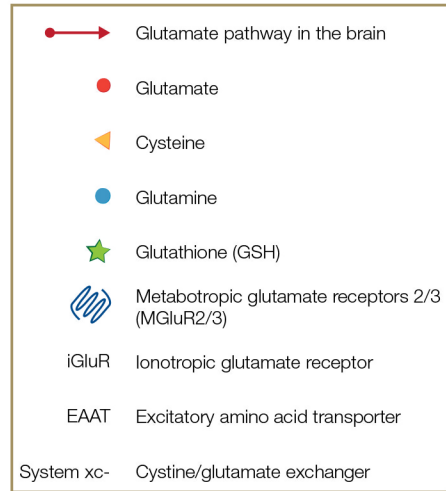 Glutamate pathway in the brain
Glutamate
Cysteine
Glutamine
Glutathione (GSH)
Metabotropic glutamate receptors 2/3
(MGluR2/3)
iGluR Ionotropic glutamate receptor
EAAT Excitatory amino acid transporter
System xc- Cystine/glutamate exchanger